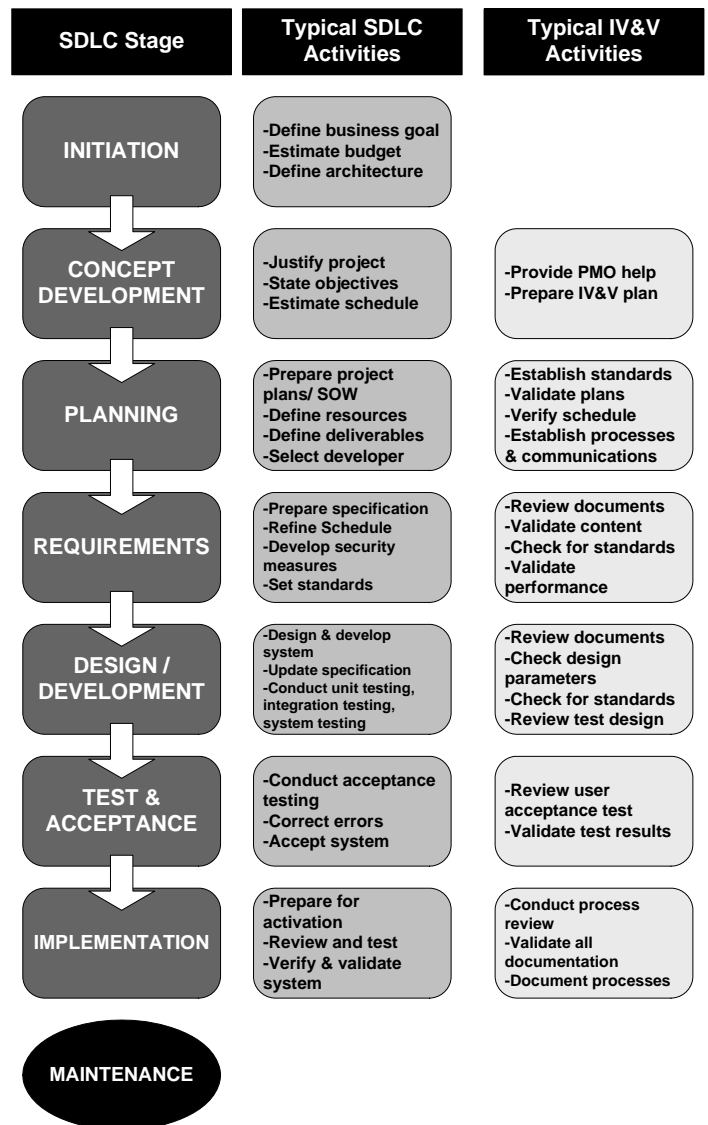 SDLC Stage
Typical SDLC
Activities
Typical IV&V
Activities
INITIATION
-Define business goal
-Estimate budget
-Define architecture
CONCEPT
DEVELOPMENT
-Justify project
-State objectives
-Estimate schedule
-Provide PMO help
-Prepare IV&V plan
PLANNING
-Prepare project
plans/ SOW
-Define resources
-Define deliverables
-Select developer
-Establish standards
-Validate plans
-Verify schedule
-Establish processes
& communications
REQUIREMENTS
-Prepare specification
-Refine Schedule
-Develop security
measures
-Set standards
-Review documents
-Validate content
-Check for standards
-Validate
performance
DESIGN /
DEVELOPMENT
-Design & develop
system
-Update specification
-Conduct unit testing,
integration testing,
system testing
-Review documents
-Check design
parameters
-Check for standards
-Review test design
TEST &
ACCEPTANCE
-Conduct acceptance
testing
-Correct errors
-Accept system
-Review user
acceptance test
-Validate test results
IMPLEMENTATION
-Prepare for
activation
-Review and test
-Verify & validate
system
-Conduct process
review
-Validate all
documentation
-Document processes
MAINTENANCE